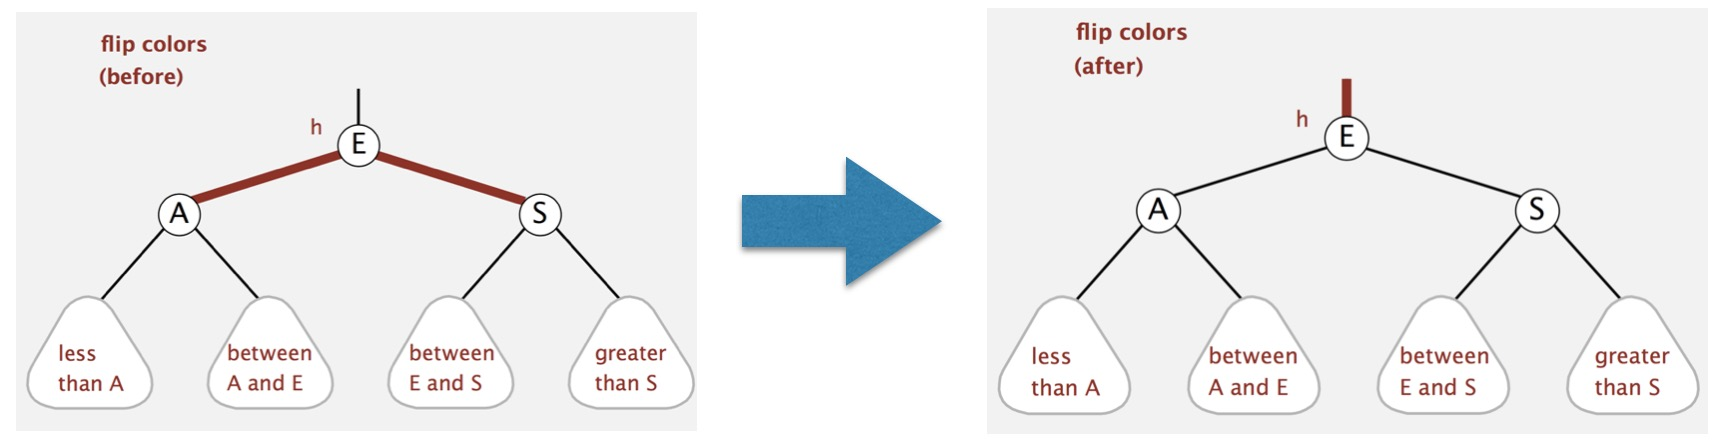 flip colors
(before)
h
E
A
S
less
than A
between
A and E
between
E and S
greater
than S
flip colors
(after)
h
E
A
S
less
than A
between
A and E
between
E and S
greater
than S